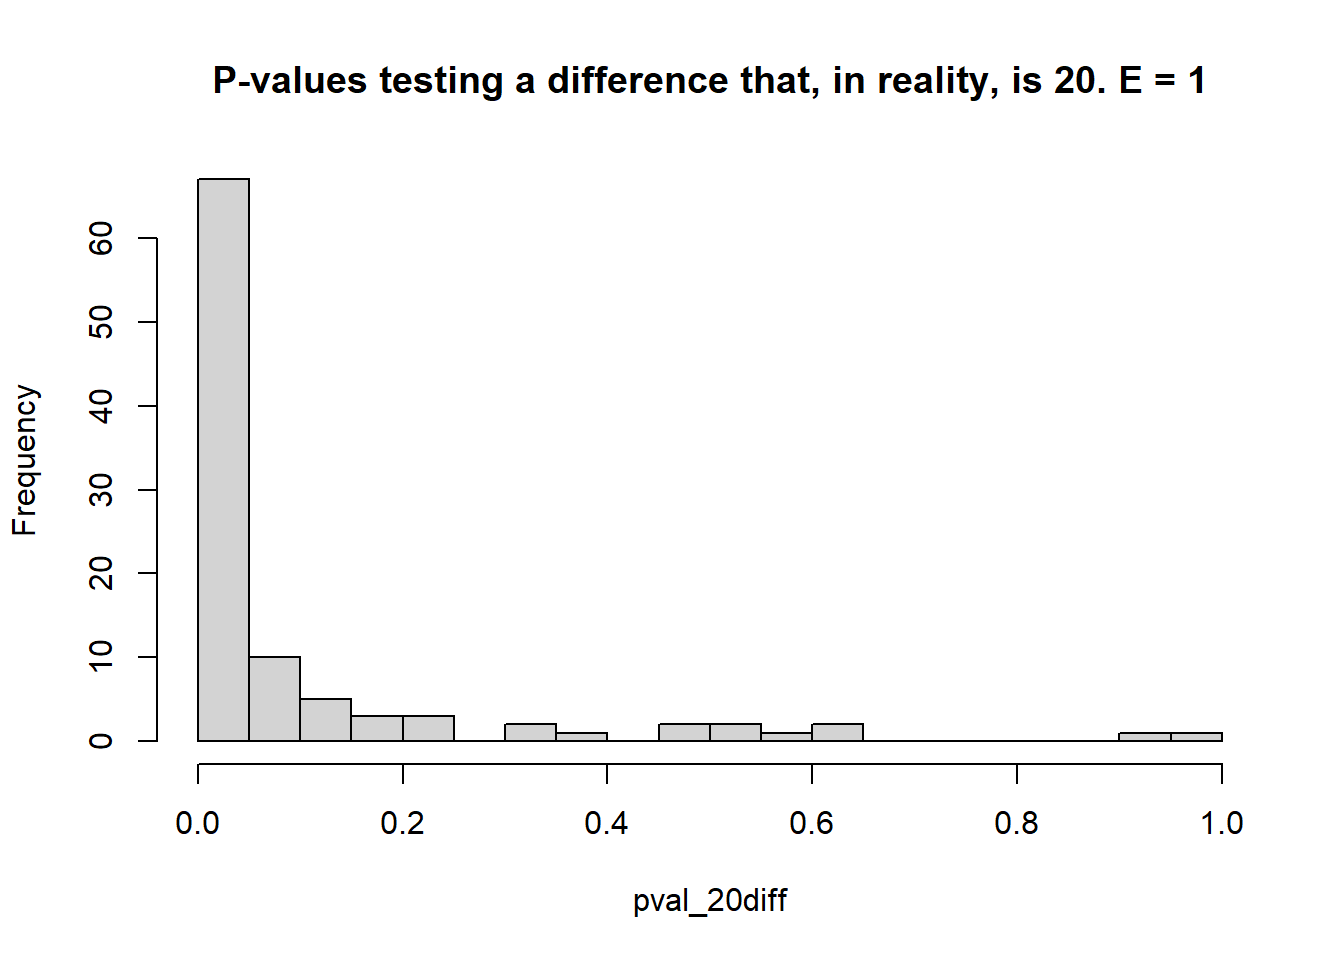 P-values testing a difference that, in reality, is 20. E = 1
Frequency
60
50
40
30
20
10
0
0.0 0.2 0.4 0.6 0.8 1.0
pval_20diff